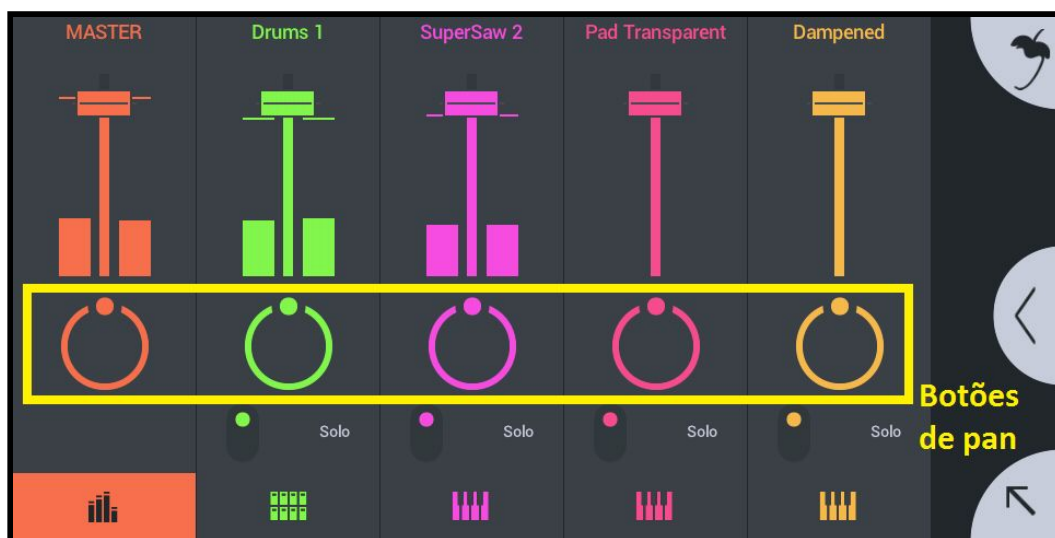 MASTER
Drums 1
SuperSaw 2
Pad Transparent
Dampened
Botões
de pan
Solo
Solo
Solo
Solo